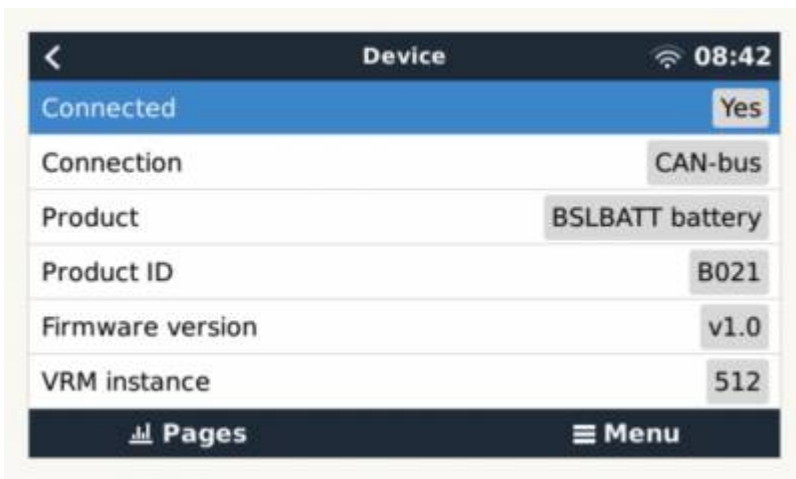 Device 08:42
Connected Yes
Connection CAN-bus
Product BSLBATT battery
Product ID B021
Firmware version v1.0
VRM instance 512
Pages Menu